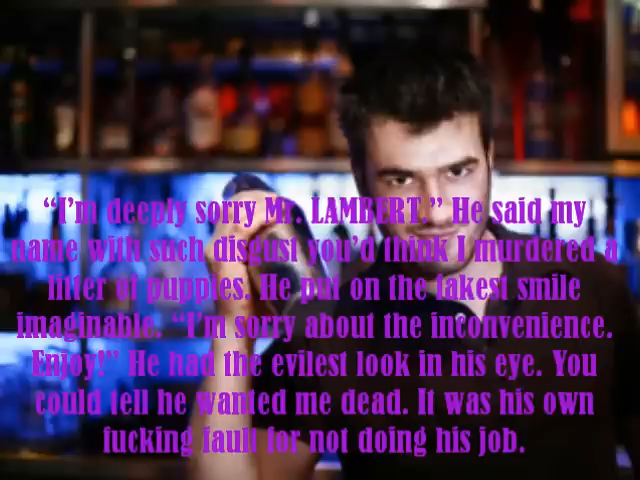 “I'm deeply sorry Mr. LAMBERT.” He said my
name with such disgust you'd think I murdered a
litter of puppies. He put on the fakest smile
imaginable. “I'm sorry about the inconvenience.
Enjoy!” He had the evilest look in his eye. You
could tell he wanted me dead. It was his own
fucking fault for not doing his job.